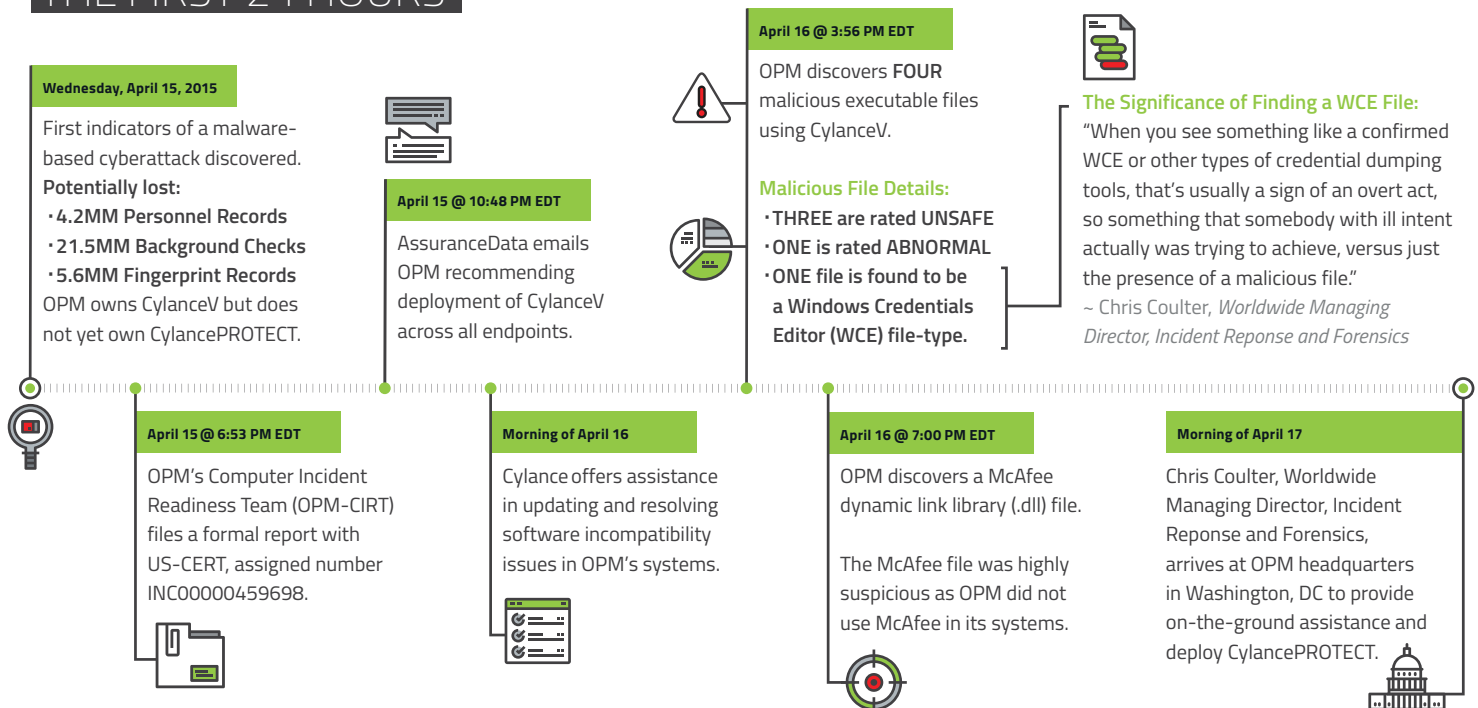 THE FIRST 24 HOURS
Wednesday, April 15, 2015
First indicators of a malware-
based cyberattack discovered.
Potentially lost:
· 4.2MM Personnel Records
· 21.5MM Background Checks
· 5.6MM Fingerprint Records
OPM owns CylanceV but does
not yet own CylancePROTECT.
April 15 @ 6:53 PM EDT
OPM's Computer Incident
Readiness Team (OPM-CIRT)
files a formal report with
US-CERT, assigned number
INC00000459698.
April 15 @ 10:48 PM EDT
AssuranceData emails
OPM recommending
deployment of CylanceV
across all endpoints.
Morning of April 16
Cylance offers assistance
in updating and resolving
software incompatibility
issues in OPM's systems.
April 16 @ 3:56 PM EDT
OPM discovers FOUR
malicious executable files
using CylanceV.
Malicious File Details:
· THREE are rated UNSAFE
· ONE is rated ABNORMAL
· ONE file is found to be
a Windows Credentials
Editor (WCE) file-type.
The Significance of Finding a WCE File:
"When you see something like a confirmed
WCE or other types of credential dumping
tools, that's usually a sign of an overt act,
so something that somebody with ill intent
actually was trying to achieve, versus just
the presence of a malicious file."
~ Chris Coulter, Worldwide Managing
Director, Incident Reponse and Forensics
April 16 @ 7:00 PM EDT
OPM discovers a McAfee
dynamic link library (.dll) file.
The McAfee file was highly
suspicious as OPM did not
use McAfee in its systems.
Morning of April 17
Chris Coulter, Worldwide
Managing Director, Incident
Reponse and Forensics,
arrives at OPM headquarters
in Washington, DC to provide
on-the-ground assistance and
deploy CylancePROTECT.